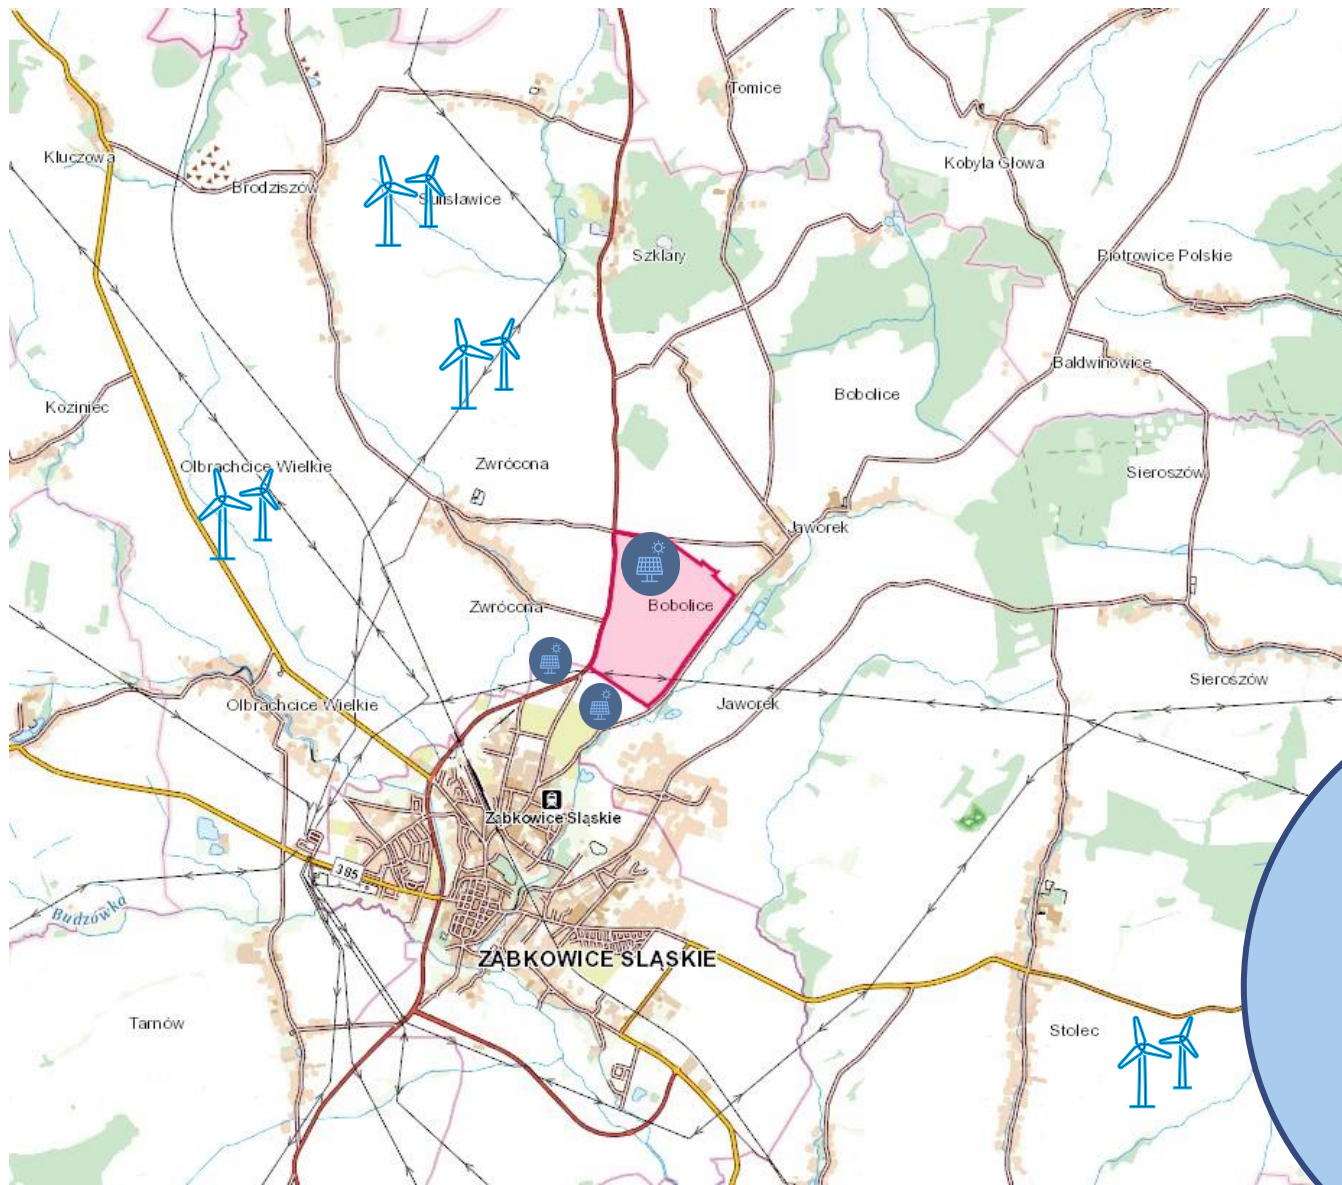 Tomice
Kluczowa
Kobyla Głowa
Brodziszów
Sulisławice
Szklary
Piotrowice Polskie
Baldwinowice
Bobolice
Koziniec
Zwrócona
Olbrachcice Wielkie
Sieroszów
Jaworek
Zwrócona
Bobolice
Sieroszów
Olbrachcice Wielkie
Jaworek
Ząbkowice Śląskie
385
Budzówka
ZĄBKOWICE ŚLĄSKIE
Tarnów
Stolec